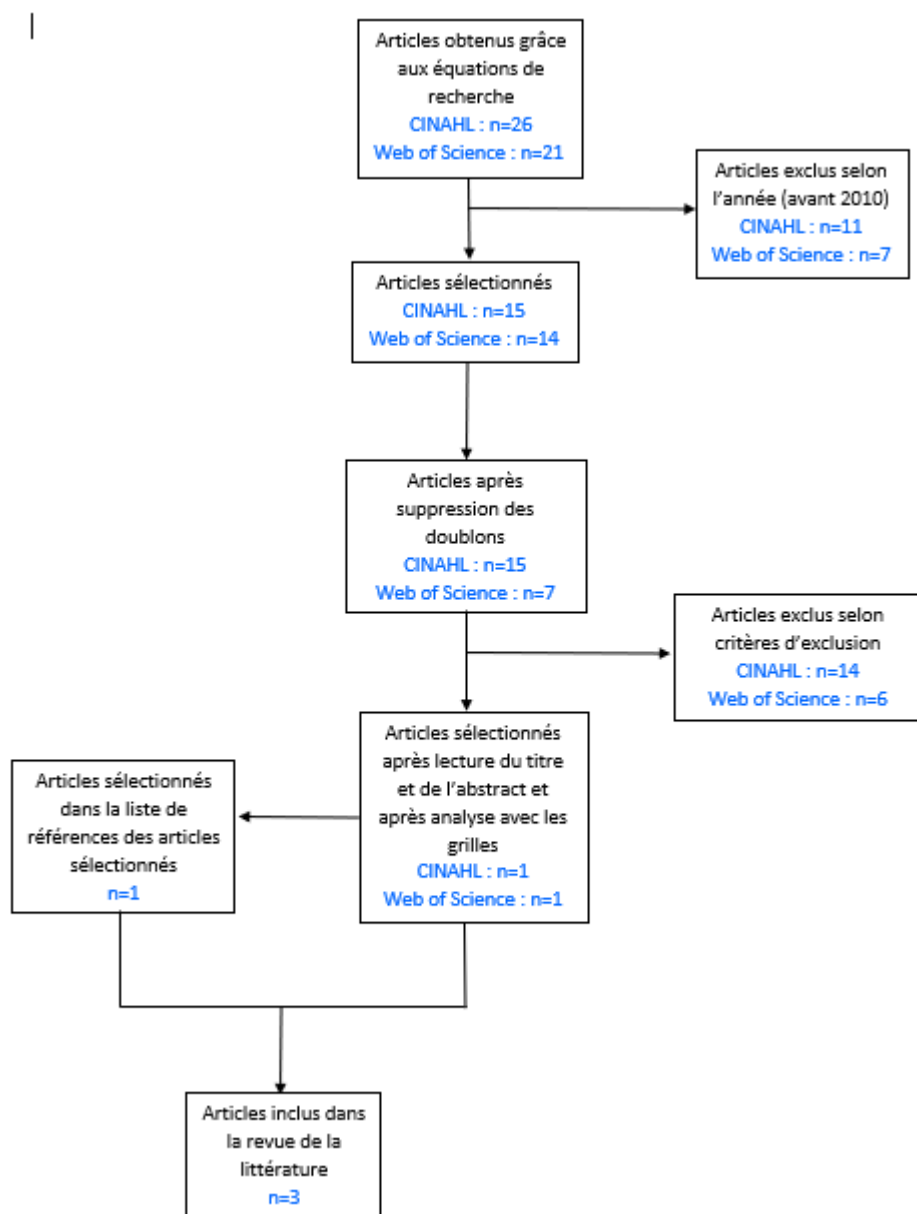 Articles obtenus grâce
aux équations de
recherche
CINAHL : n=26
Web of Science : n=21
Articles exclus selon
l'année (avant 2010)
CINAHL : n=11
Web of Science : n=7
Articles sélectionnés
CINAHL : n=15
Web of Science : n=14
Articles après
suppression des
doublons
CINAHL : n=15
Web of Science : n=7
Articles exclus selon
critères d'exclusion
CINAHL : n=14
Web of Science : n=6
Articles sélectionnés
après lecture du titre
et de l'abstract et
après analyse avec les
grilles
CINAHL : n=1
Web of Science : n=1
Articles sélectionnés
dans la liste de
références des articles
sélectionnés
n=1
Articles inclus dans
la revue de la
littérature
n=3